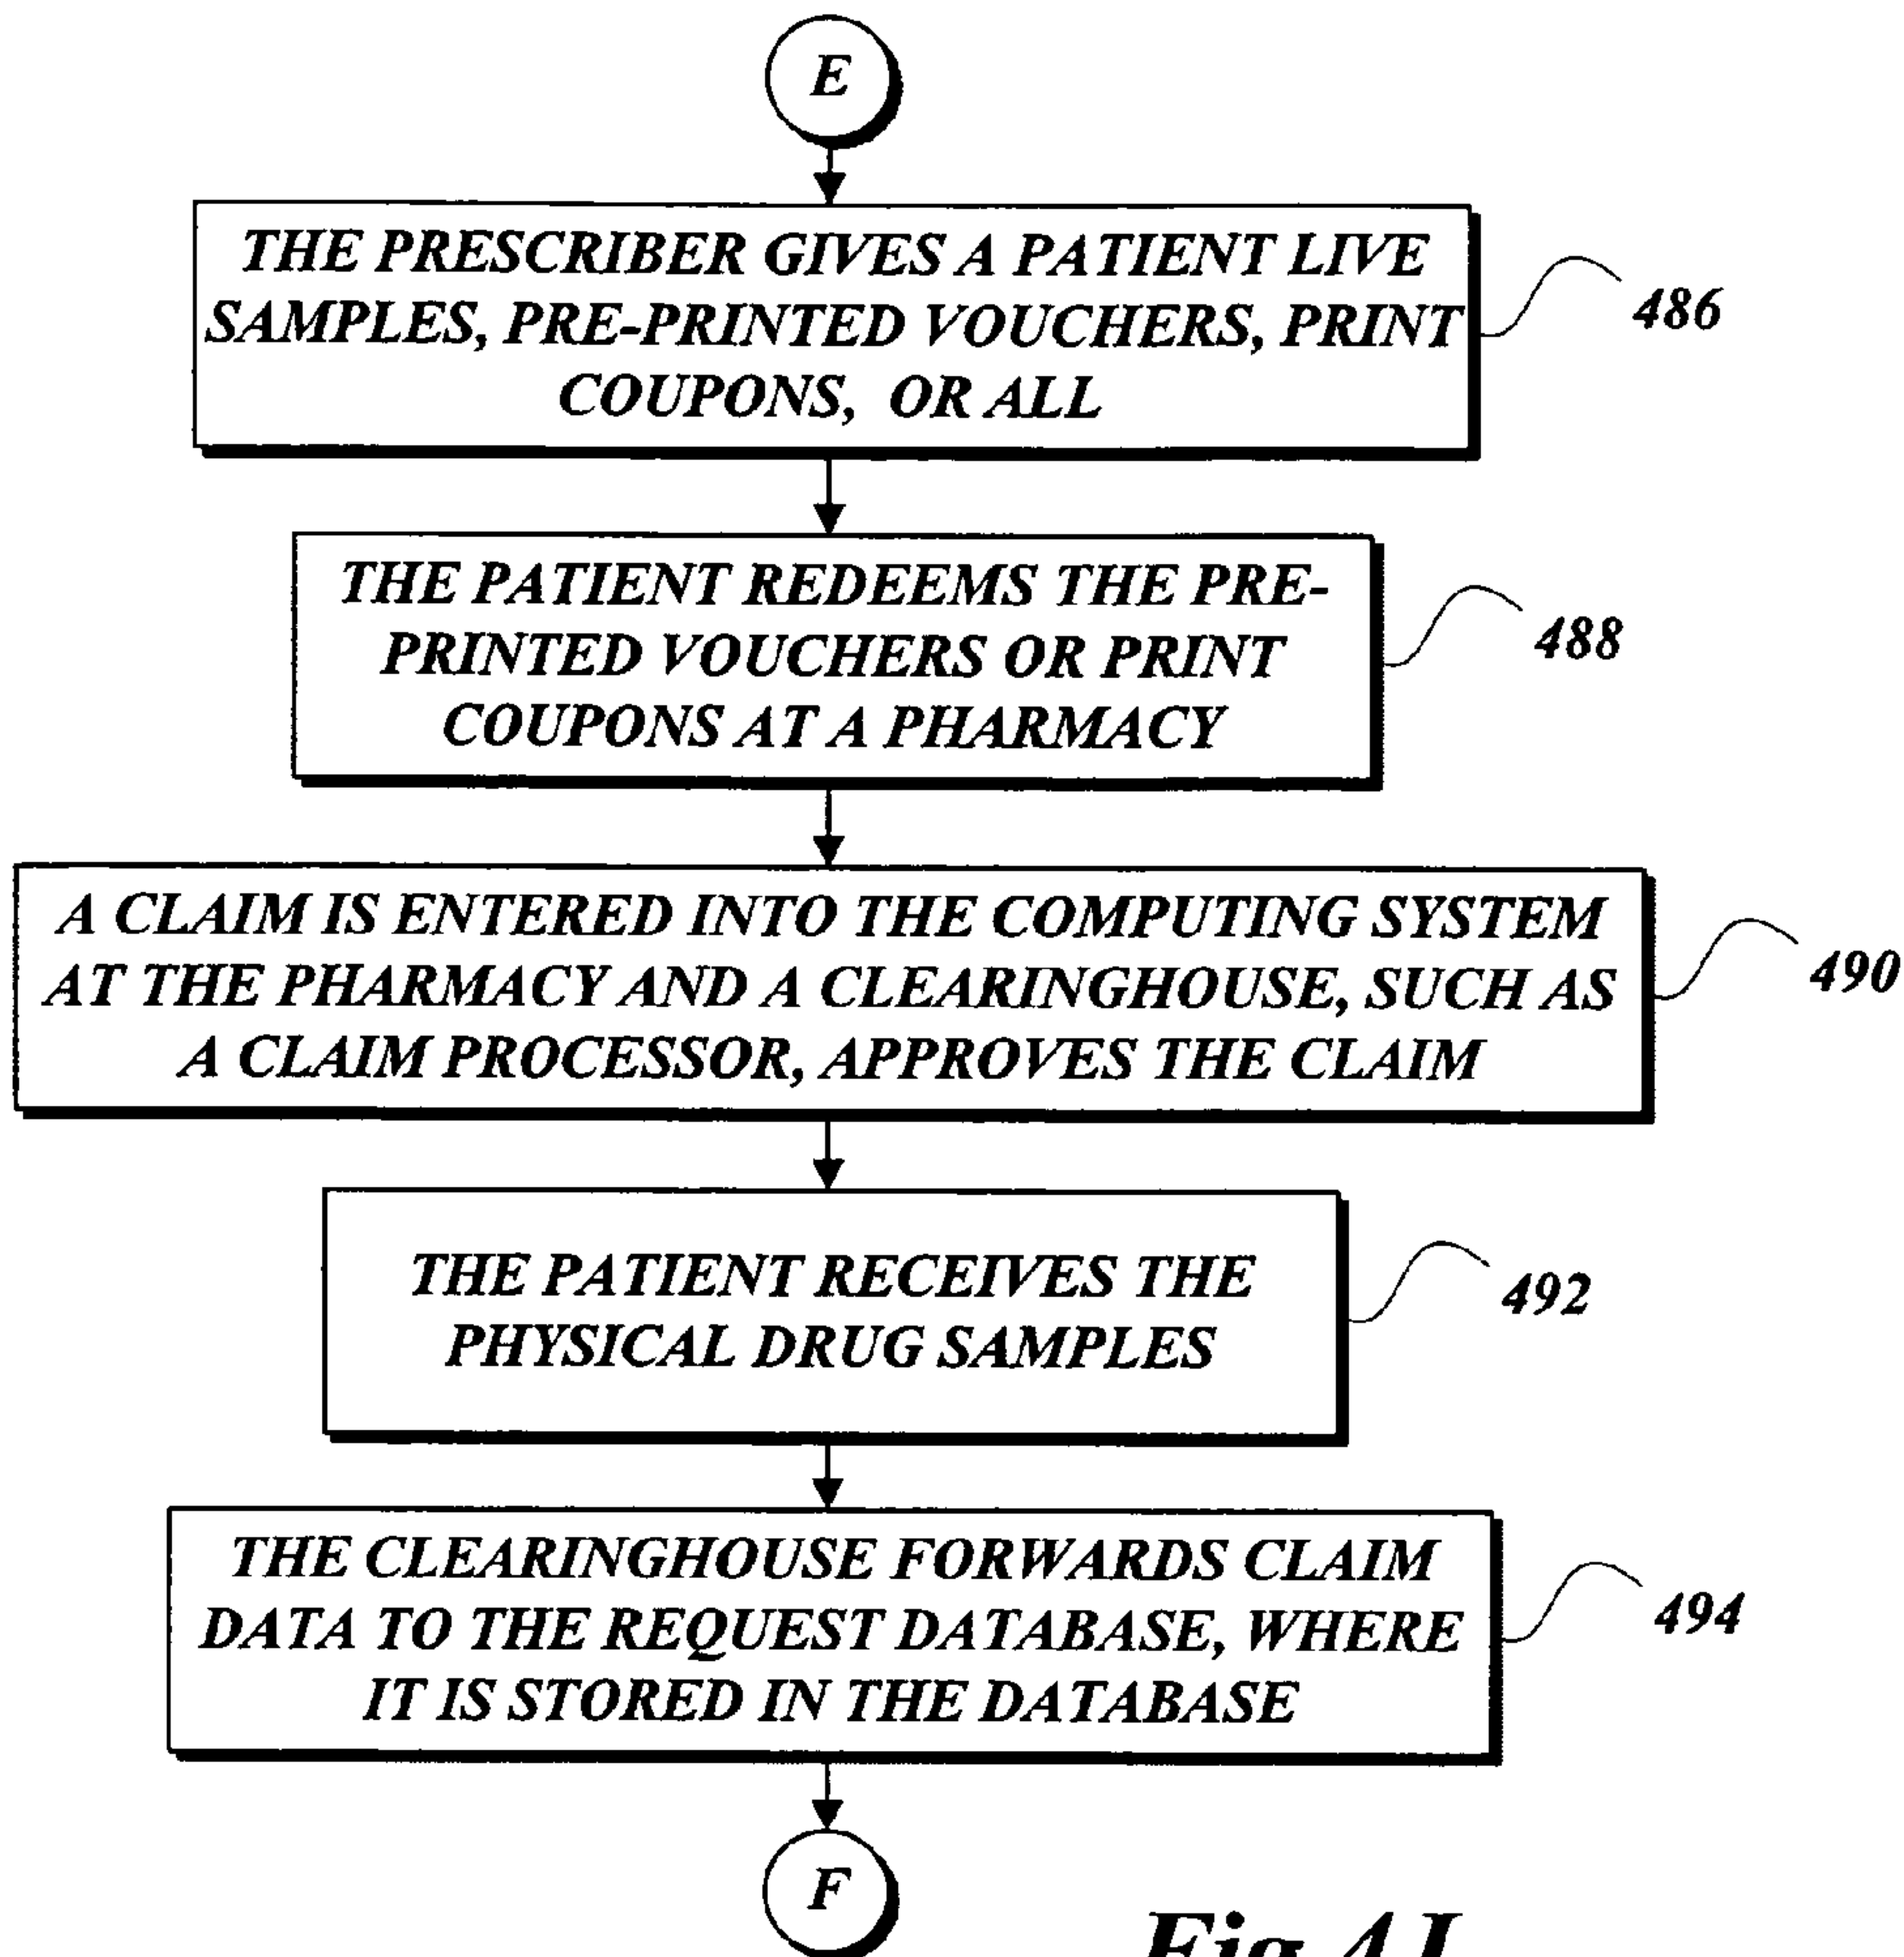 E
THE PRESCRIBER GIVES A PATIENT LIVE
SAMPLES, PRE-PRINTED VOUCHERS, PRINT
COUPONS, OR ALL
486
THE PATIENT REDEEMS THE PRE-
PRINTED VOUCHERS OR PRINT
COUPONS AT A PHARMACY
488
A CLAIM IS ENTERED INTO THE COMPUTING SYSTEM
AT THE PHARMACY AND A CLEARINGHOUSE, SUCH AS
A CLAIM PROCESSOR, APPROVES THE CLAIM
490
THE PATIENT RECEIVES THE
PHYSICAL DRUG SAMPLES
492
THE CLEARINGHOUSE FORWARDS CLAIM
DATA TO THE REQUEST DATABASE, WHERE
IT IS STORED IN THE DATABASE
494
F